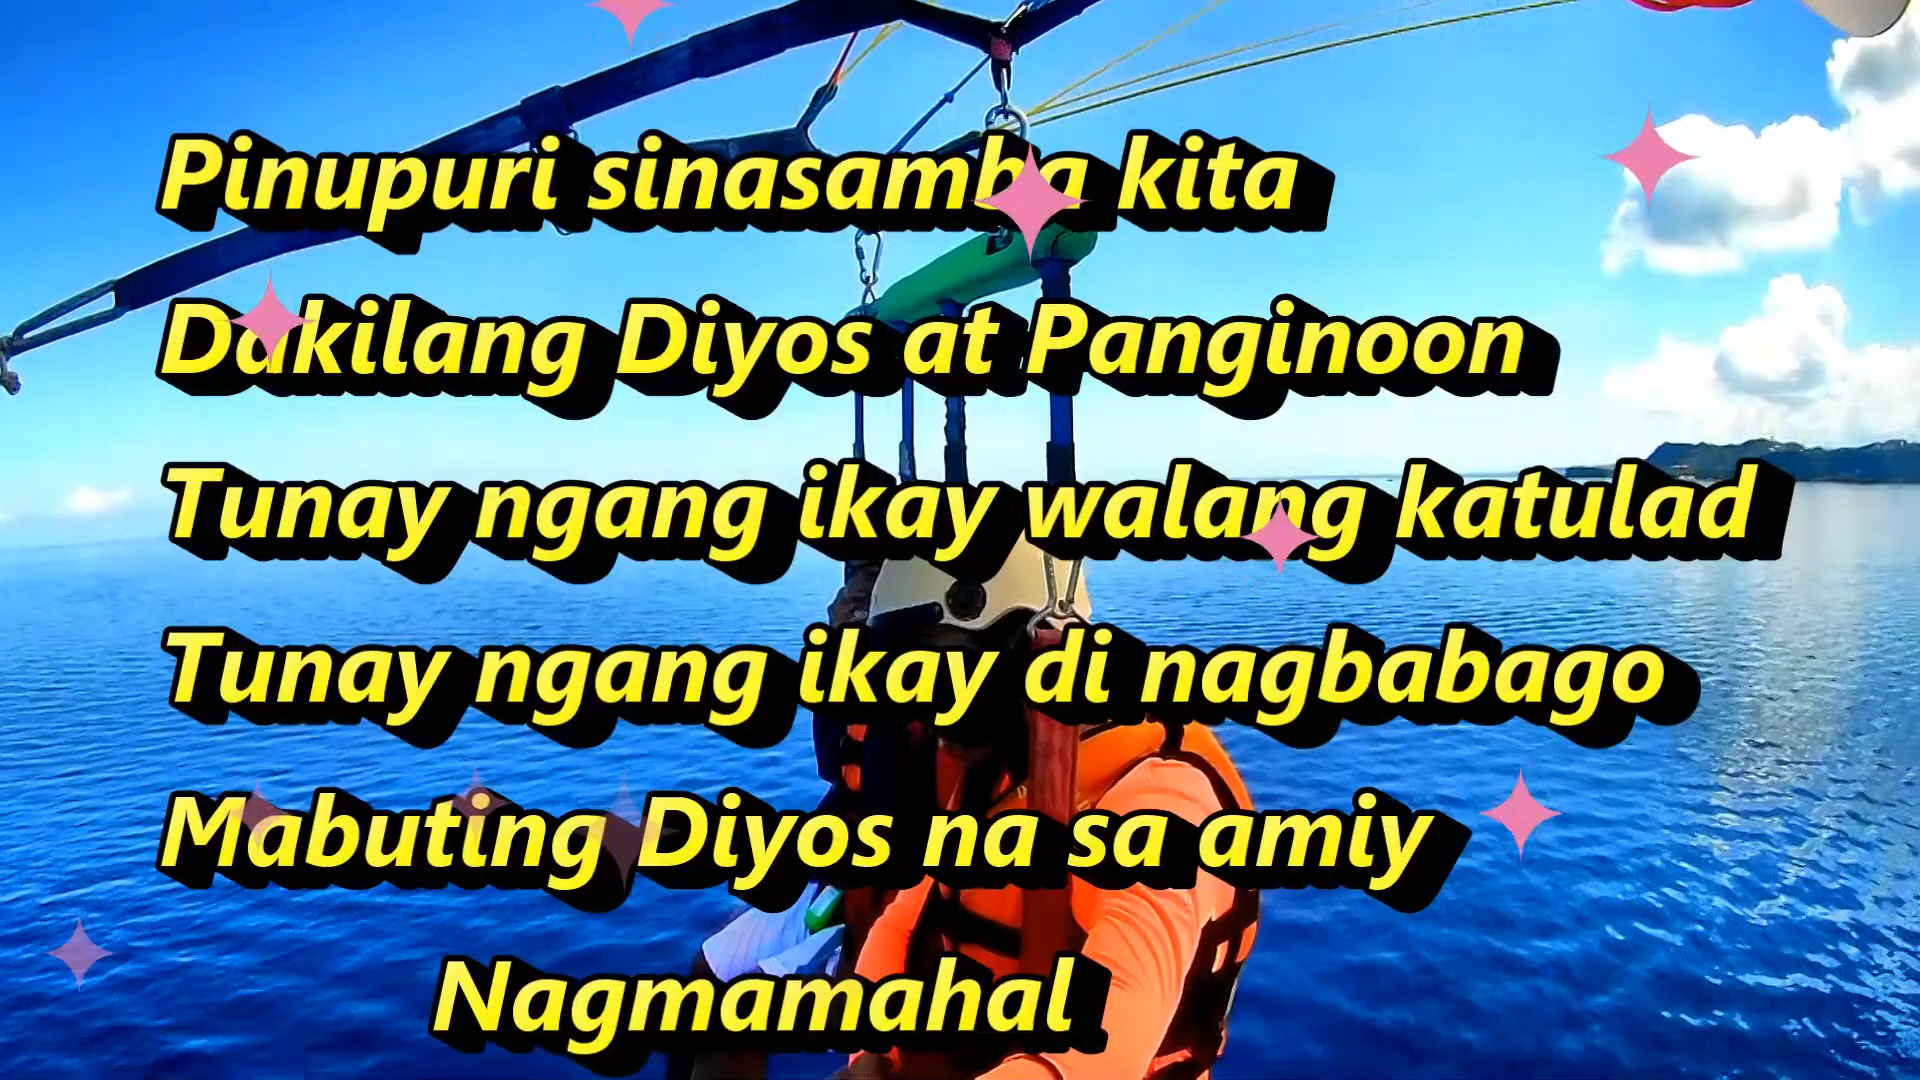 Pinupuri sinasamba kita
Dakilang Diyos at Panginoon
Tunay ngang ikay walang katulad
Tunay ngang ikay di nagbabago
Mabuting Diyos na sa amiy
Nagmamahal